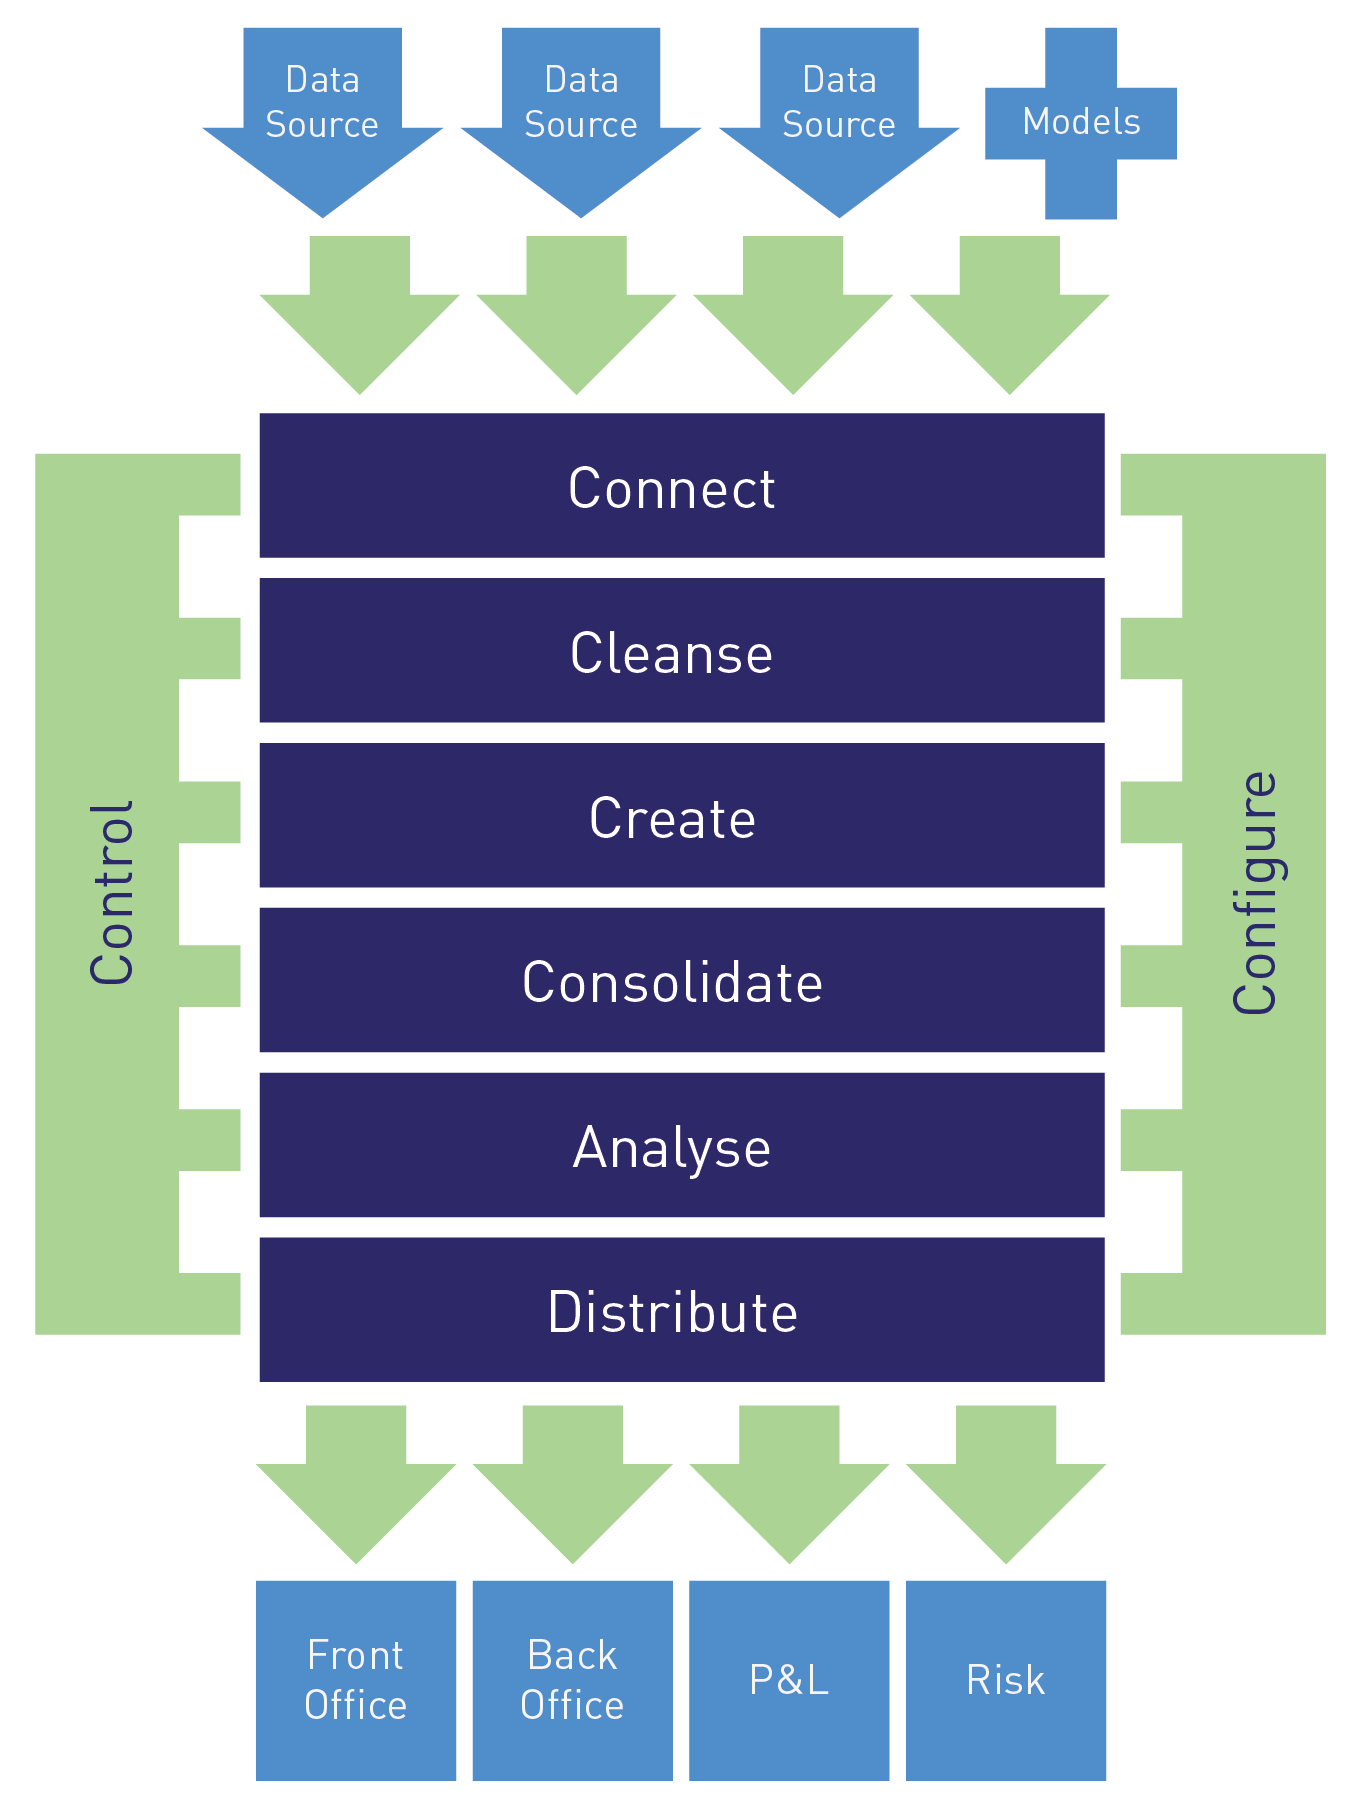 Data
Source
Data
Source
Data
Source
Models
Connect
Cleanse
Create
Consolidate
Analyse
Distribute
Control
Configure
Front
Office
Back
Office
P&L
Risk